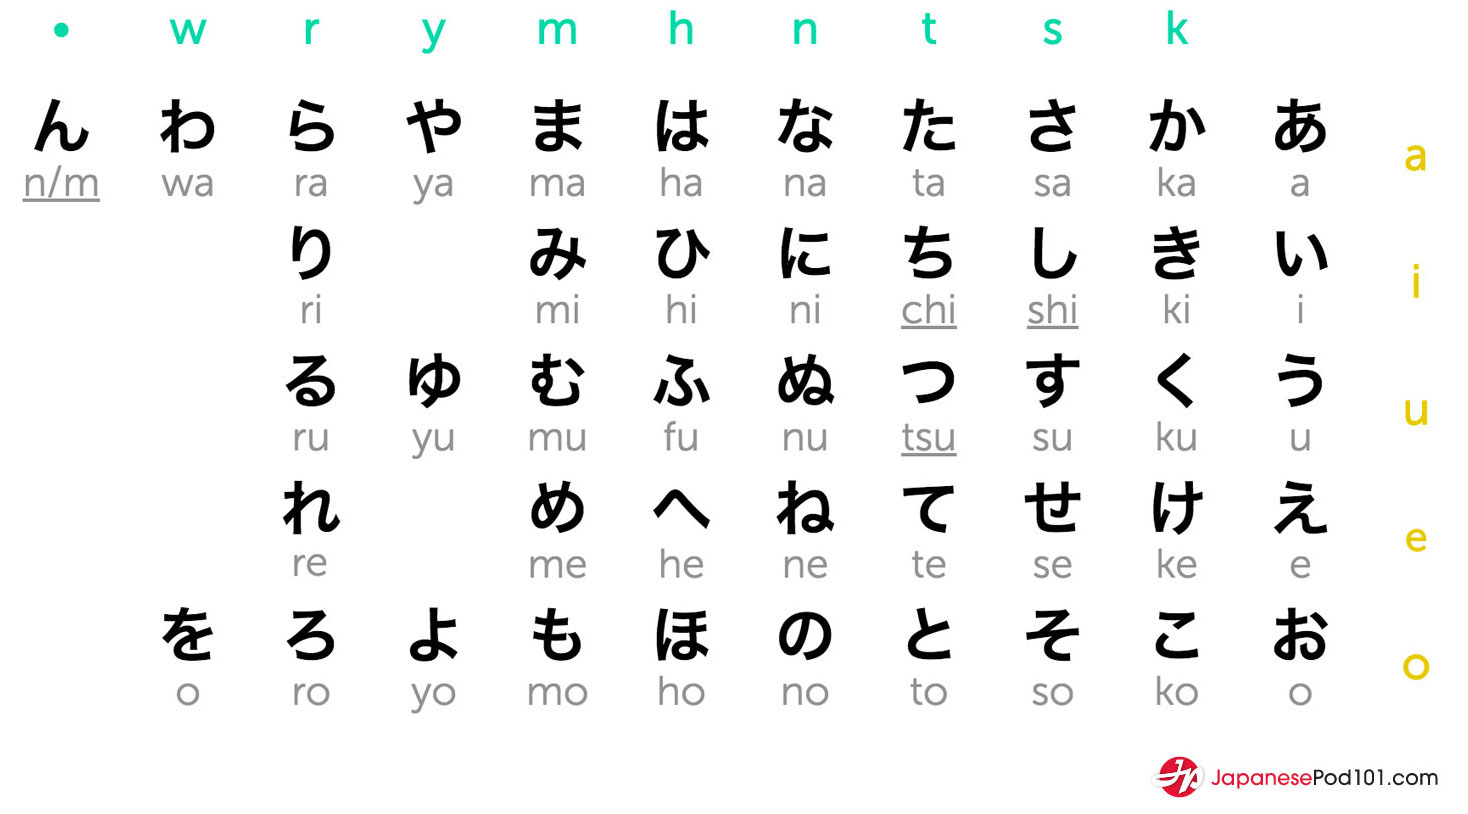 • w r y m h n t s k
ん わ ら や ま は な た さ か あ
n/m wa ra ya ma ha na ta sa ka a
a
り み ひ に ち し き い
ri mi hi ni chi shi ki i
i
る ゆ む ふ ぬ つ す く う
ru yu mu fu nu tsu su ku u
u
れ め へ ね て せ け え
re me he ne te se ke e
e
を ろ よ も ほ の と そ こ お
o ro yo mo ho no to so ko o
o
JapanesePod101.com